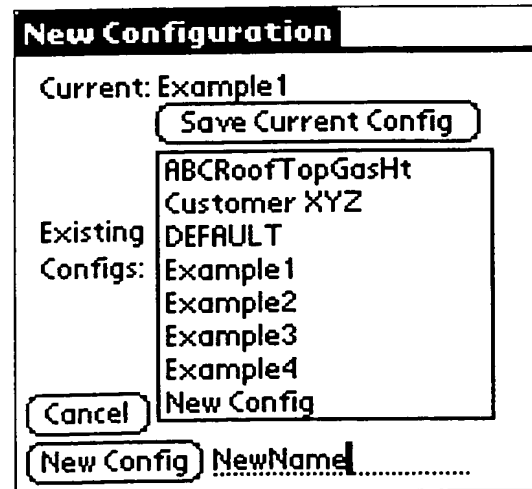 New Configuration
Current: Example1
Save Current Config
ABCRoofTopGasHt
Customer XYZ
Existing DEFAULT
Configs: Example1
Example2
Example3
Example4
Cancel New Config
New Config NewName